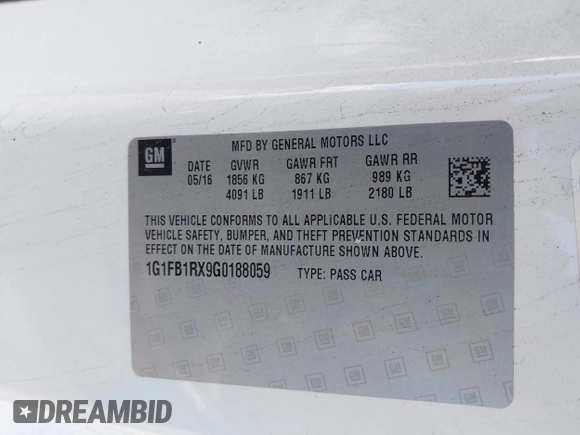 GM
MFD BY GENERAL MOTORS LLC
DATE GVWR GAWR FRT GAWR RR
05/16 1856 KG 867 KG 989 KG
4091 LB 1911 LB 2180 LB
THIS VEHICLE CONFORMS TO ALL APPLICABLE U.S. FEDERAL MOTOR
VEHICLE SAFETY, BUMPER, AND THEFT PREVENTION STANDARDS IN
EFFECT ON THE DATE OF MANUFACTURE SHOWN ABOVE.
1G1FB1RX9G0188059 TYPE: PASS CAR
DREAMBID